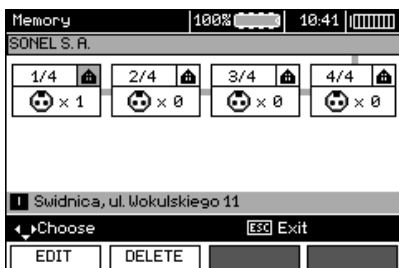 Memory 100% 10:41
SONEL S. A.
1/4 2/4 3/4 4/4
x 1 x 0 x 0 x 0
I Swidnica, ul. Wokulskiego 11
Choose ESC Exit
EDIT DELETE